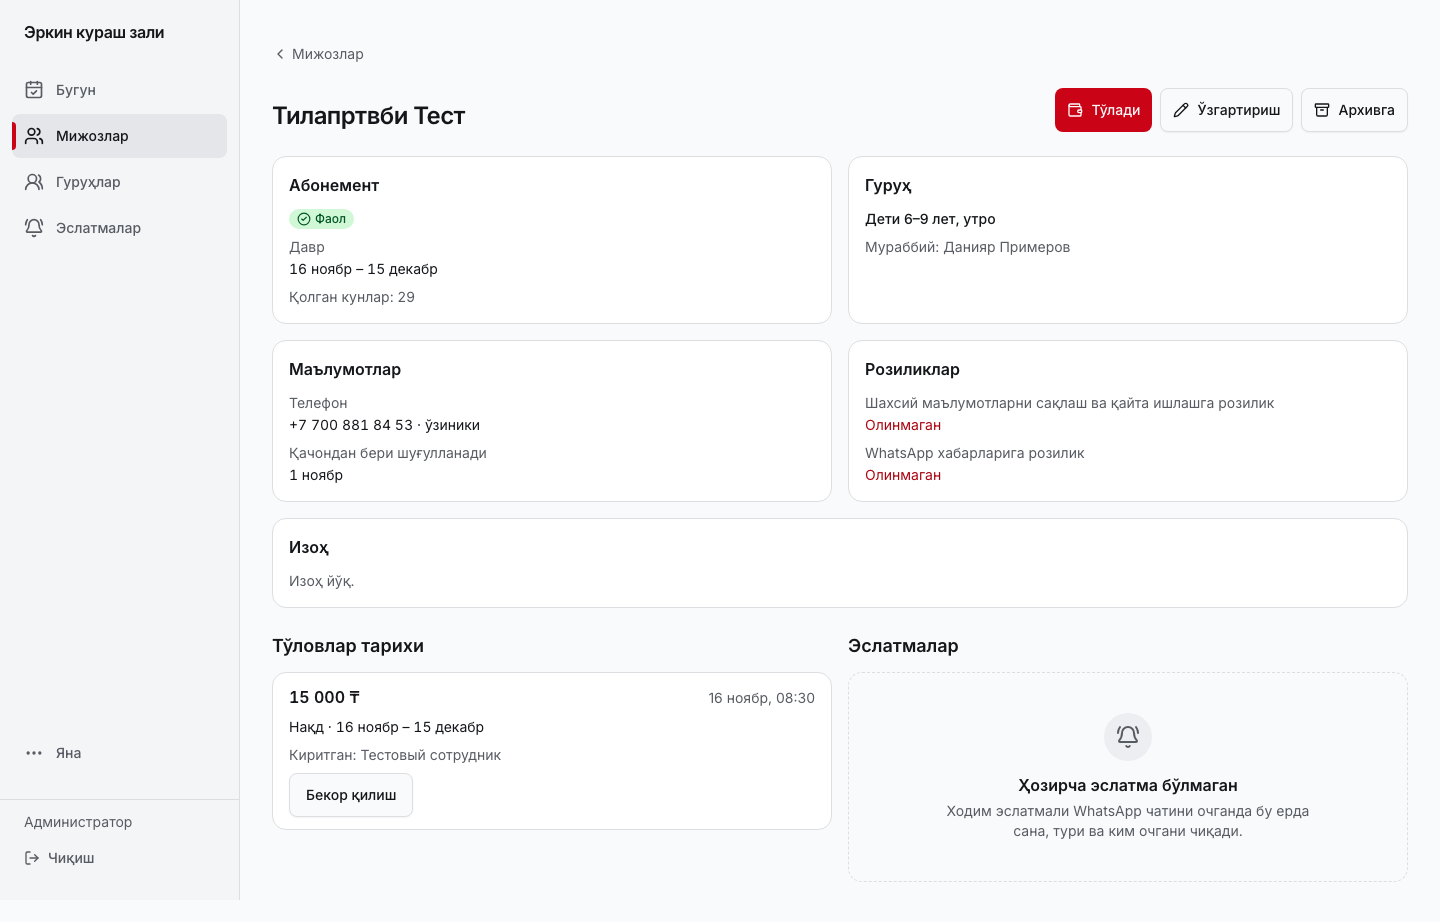 Эркин кураш зали
Бугун
Мижозлар
Гуруҳлар
Эслатмалар
Яна
Администратор
Чиқиш
Мижозлар
Тилапртвби Тест
Тўлади
Ўзгартириш
Архивга
Абонемент
Фаол
Давр
16 ноябр – 15 декабр
Қолган кунлар: 29
Гуруҳ
Дети 6–9 лет, утро
Мураббий: Данияр Примеров
Маълумотлар
Телефон
+7 700 881 84 53 · ўзиники
Қачондан бери шуғулланади
1 ноябр
Розиликлар
Шахсий маълумотларни сақлаш ва қайта ишлашга розилик
Олинмаган
WhatsApp хабарларига розилик
Олинмаган
Изоҳ
Изоҳ йўқ.
Тўловлар тарихи
15 000 ₸
16 ноябр, 08:30
Нақд · 16 ноябр – 15 декабр
Киритган: Тестовый сотрудник
Бекор қилиш
Эслатмалар
Ҳозирча эслатма бўлмаган
Ходим эслатмали WhatsApp чатини очганда бу ерда
сана, тури ва ким очгани чиқади.